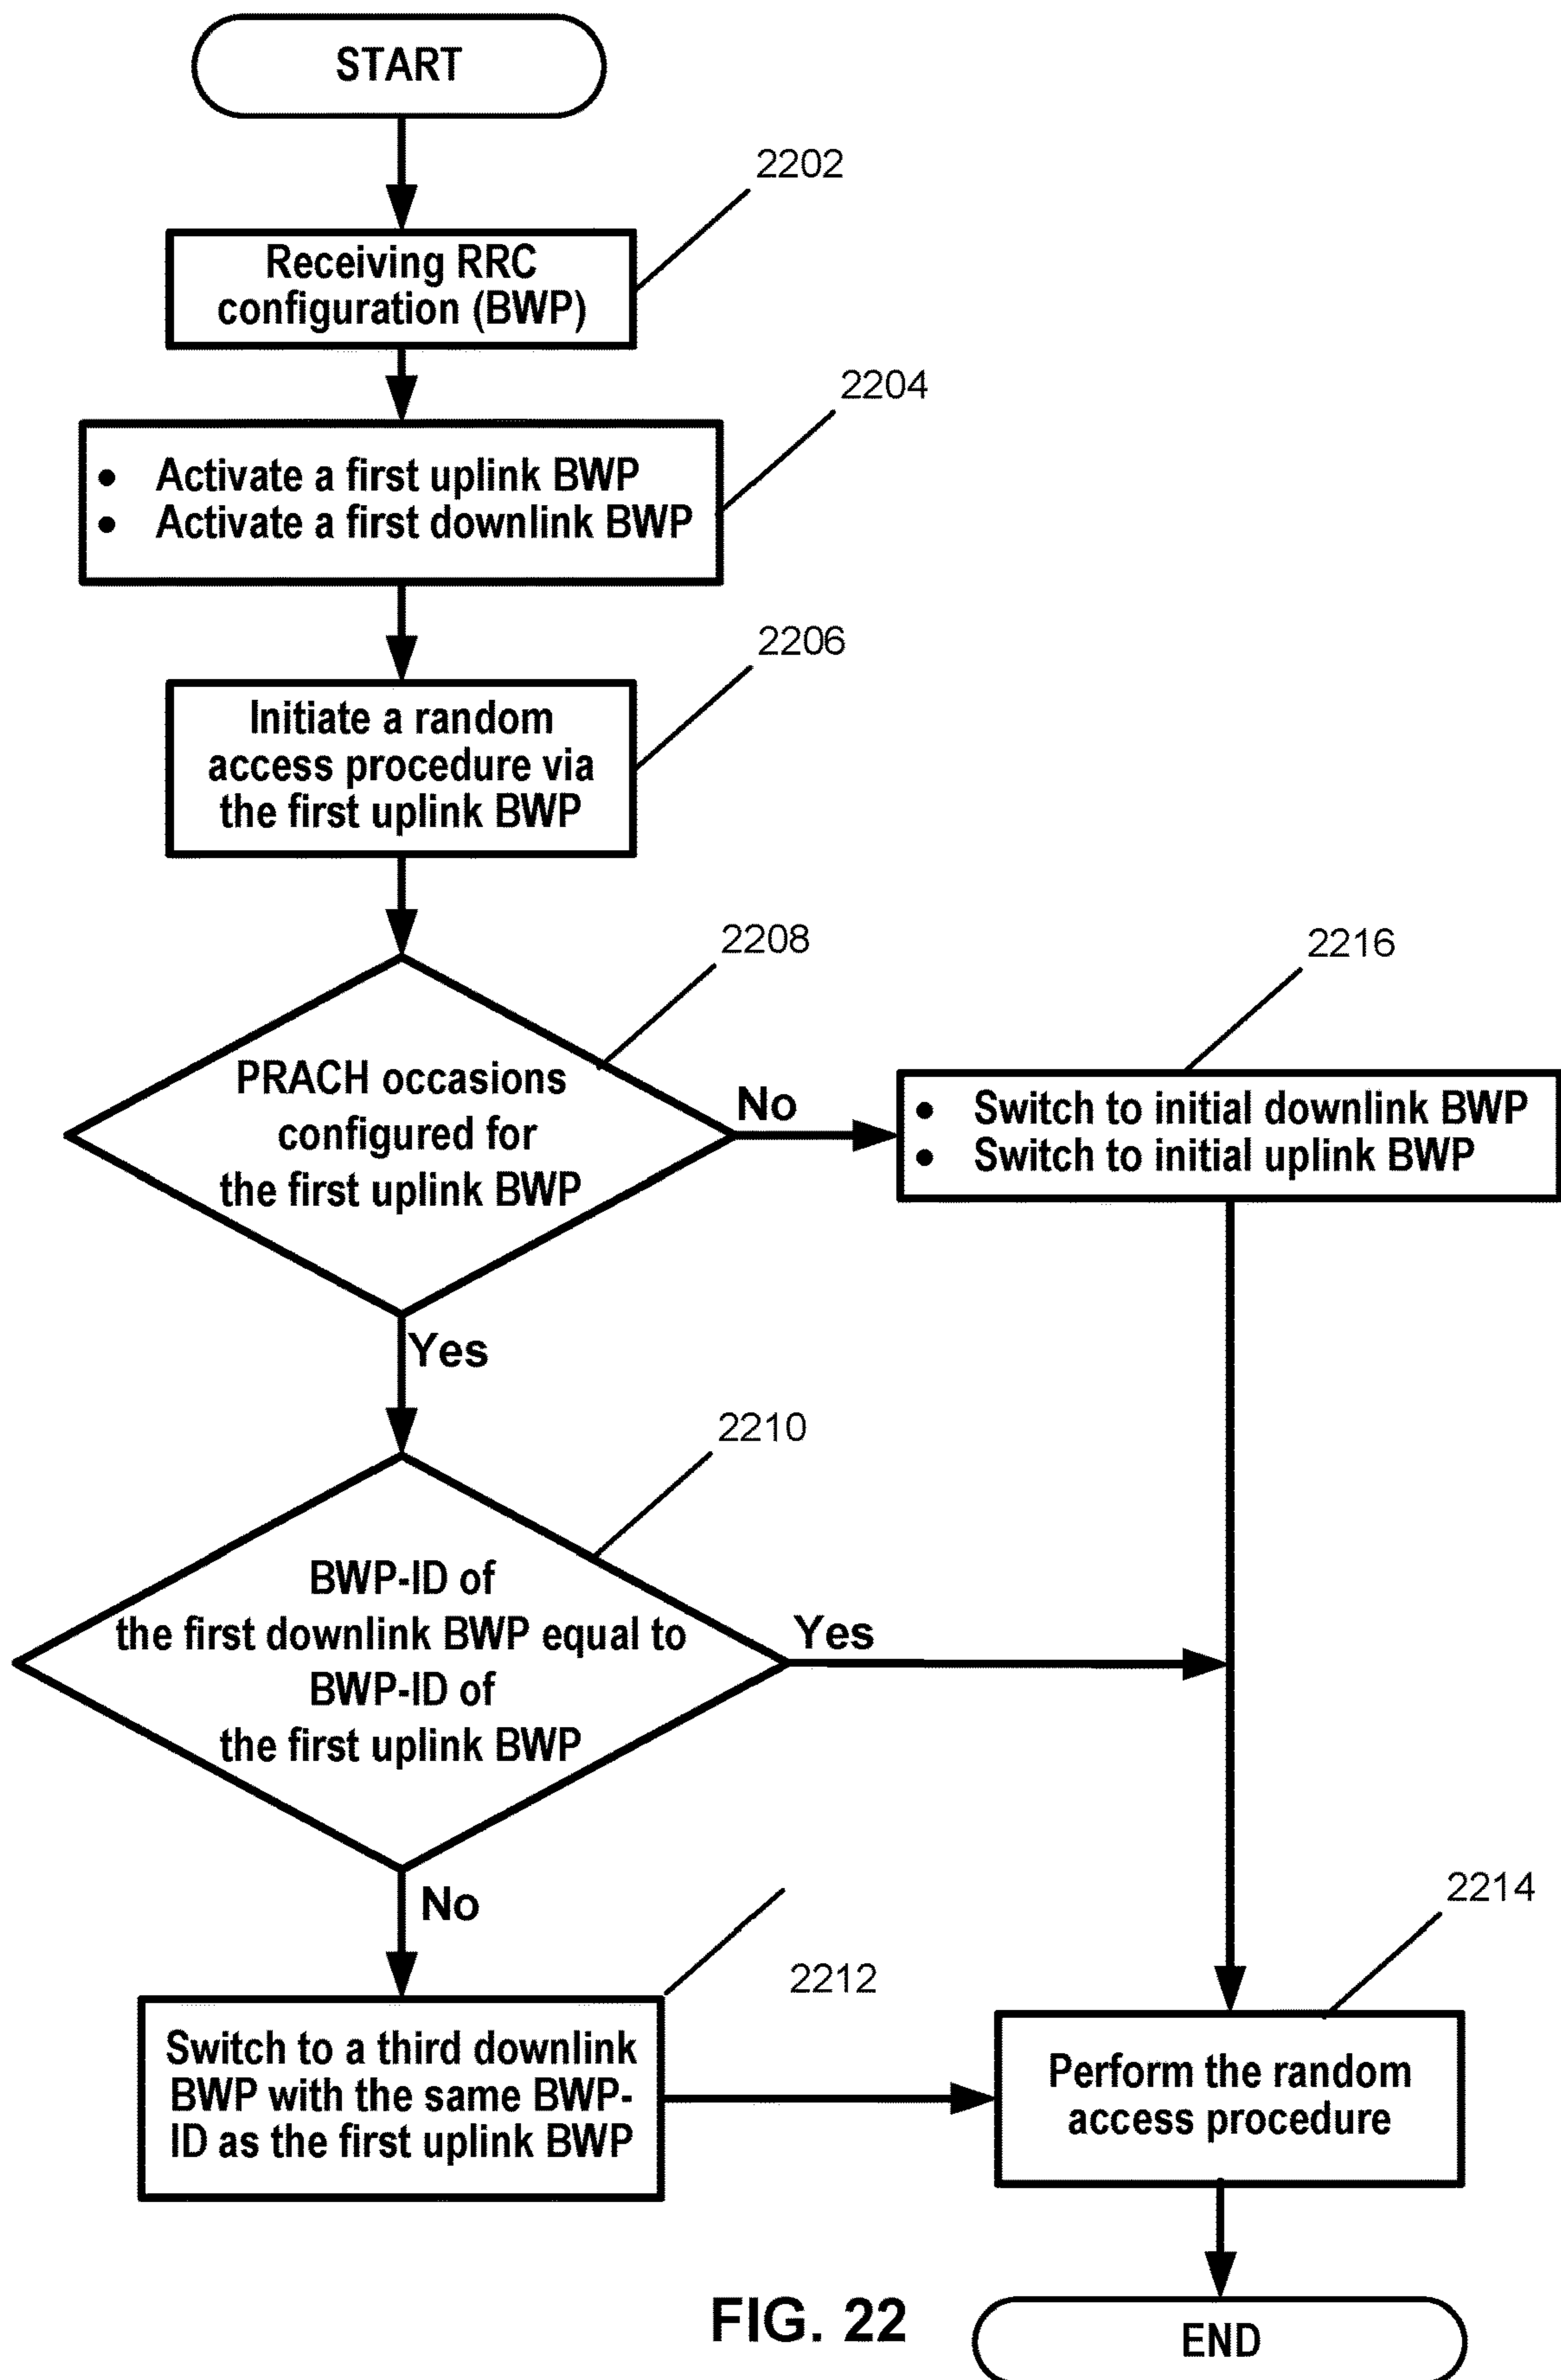 START
2202
Receiving RRC
configuration (BWP)
2204
• Activate a first uplink BWP
• Activate a first downlink BWP
2206
Initiate a random
access procedure via
the first uplink BWP
2208
2216
PRACH occasions
configured for
the first uplink BWP
No
• Switch to initial downlink BWP
• Switch to initial uplink BWP
Yes
2210
BWP-ID of
the first downlink BWP equal to
BWP-ID of
the first uplink BWP
Yes
No
2212
2214
Switch to a third downlink
BWP with the same BWP-
ID as the first uplink BWP
Perform the random
access procedure
FIG. 22
END